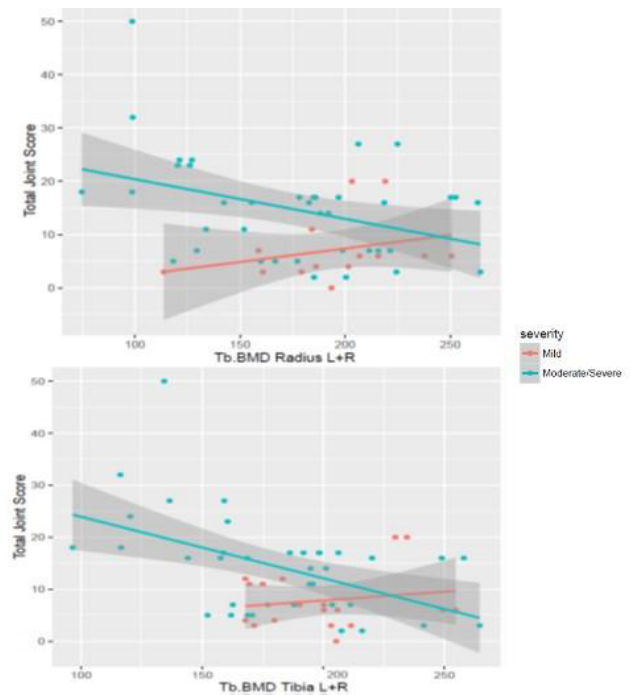 50
40
30
20
10
0
Total Joint Score
100 150 200 250
Tb.BMD Radius L+R
severity
Mild
Moderate/Severe
50
40
30
20
10
0
Total Joint Score
100 150 200 250
Tb.BMD Tibia L+R